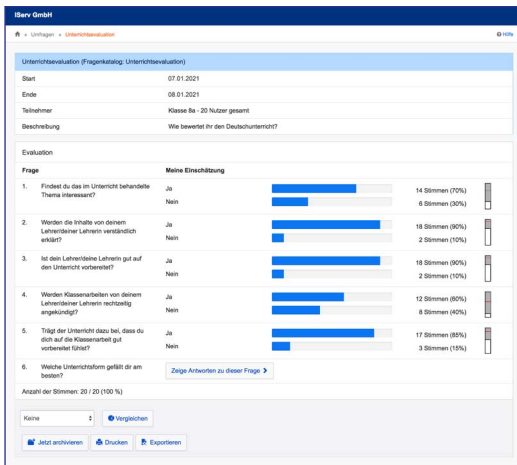 IServ GmbH
» Umfragen » Unterrichtsevaluation Hilfe
Unterrichtsevaluation (Fragenkatalog: Unterrichtsevaluation)
Start 07.01.2021
Ende 08.01.2021
Teilnehmer Klasse 8a - 20 Nutzer gesamt
Beschreibung Wie bewertet ihr den Deutschunterricht?
Evaluation
Frage Meine Einschätzung
1. Findest du das im Unterricht behandelte
Thema interessant?
Ja 14 Stimmen (70%)
Nein 6 Stimmen (30%)
2. Werden die Inhalte von deinem
Lehrer/deiner Lehrerin verständlich
erklärt?
Ja 18 Stimmen (90%)
Nein 2 Stimmen (10%)
3. Ist dein Lehrer/deine Lehrerin gut auf
den Unterricht vorbereitet?
Ja 18 Stimmen (90%)
Nein 2 Stimmen (10%)
4. Werden Klassenarbeiten von deinem
Lehrer/deiner Lehrerin rechtzeitig
angekündigt?
Ja 12 Stimmen (60%)
Nein 8 Stimmen (40%)
5. Trägt der Unterricht dazu bei, dass du
dich auf die Klassenarbeit gut
vorbereitet fühlst?
Ja 17 Stimmen (85%)
Nein 3 Stimmen (15%)
6. Welche Unterrichtsform gefällt dir am
besten?
Zeige Antworten zu dieser Frage
Anzahl der Stimmen: 20 / 20 (100 %)
Keine Vergleichen
Jetzt archivieren Drucken Exportieren